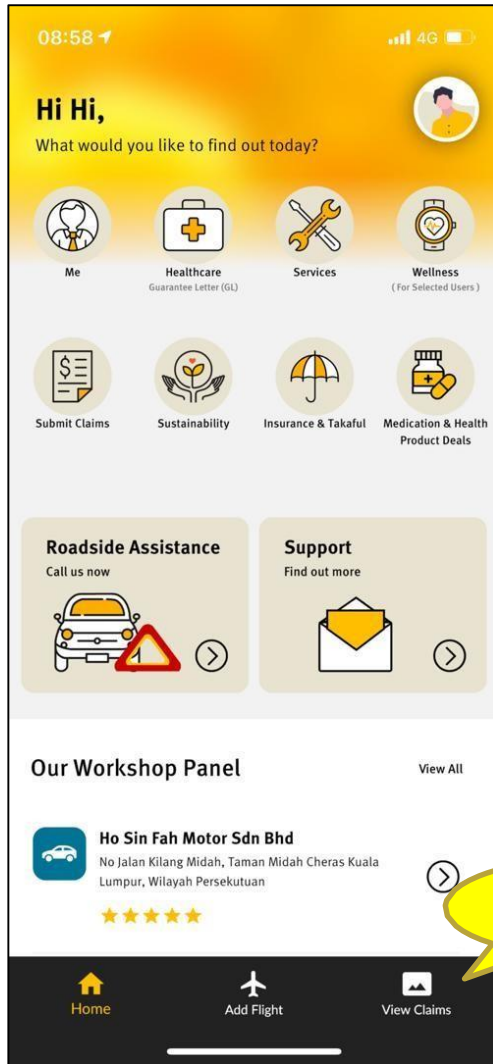 08:58
4G
Hi Hi,
What would you like to find out today?
Me
Healthcare
Guarantee Letter (GL)
Services
Wellness
( For Selected Users )
Submit Claims
Sustainability
Insurance & Takaful
Medication & Health
Product Deals
Roadside Assistance
Call us now
Support
Find out more
Our Workshop Panel
View All
Ho Sin Fah Motor Sdn Bhd
No Jalan Kilang Midah, Taman Midah Cheras Kuala
Lumpur, Wilayah Persekutuan
Home
Add Flight
View Claims